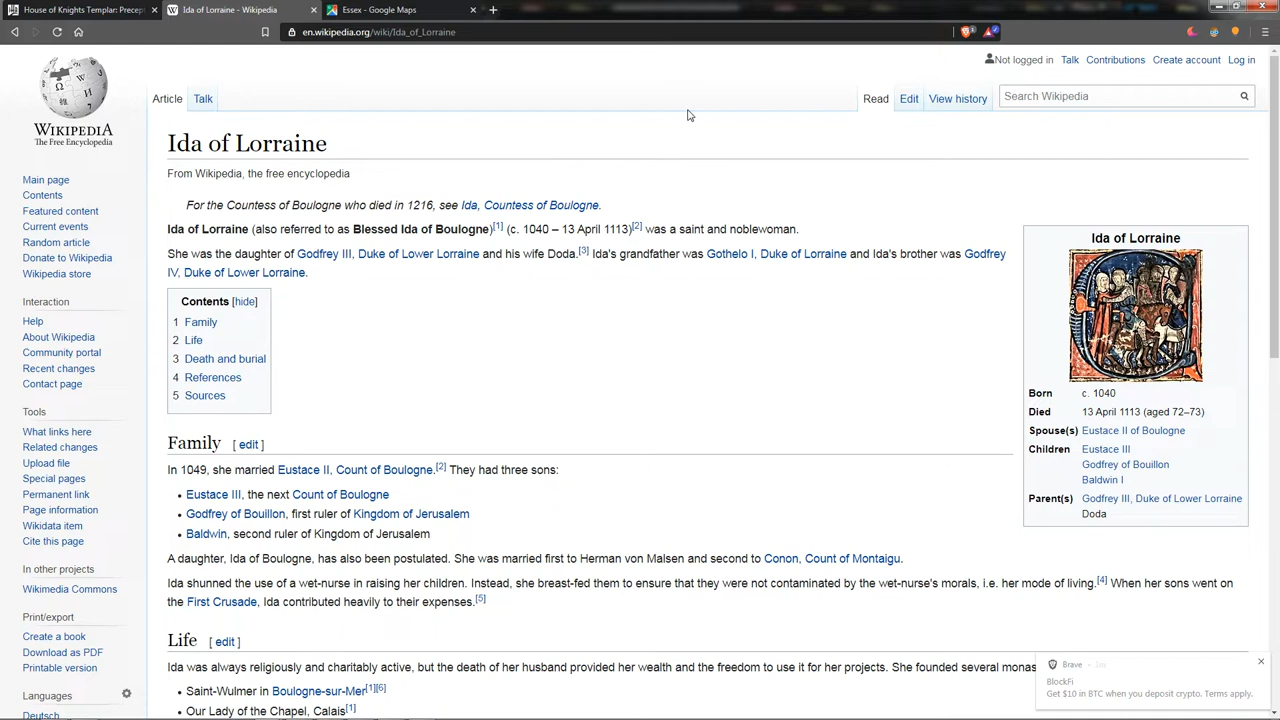 House of Knights Templar: Precep
Ida of Lorraine - Wikipedia
Essex - Google Maps
en.wikipedia.org/wiki/Ida_of_Lorraine
Not logged in Talk Contributions Create account Log in
Article Talk
Read Edit View history Search Wikipedia
WIKIPEDIA
The Free Encyclopedia
Main page
Contents
Featured content
Current events
Random article
Donate to Wikipedia
Wikipedia store
Interaction
Help
About Wikipedia
Community portal
Recent changes
Contact page
Tools
What links here
Related changes
Upload file
Special pages
Permanent link
Page information
Wikidata item
Cite this page
In other projects
Wikimedia Commons
Print/export
Create a book
Download as PDF
Printable version
Languages
Deutsch
Ida of Lorraine
From Wikipedia, the free encyclopedia
For the Countess of Boulogne who died in 1216, see Ida, Countess of Boulogne.
Ida of Lorraine (also referred to as Blessed Ida of Boulogne)[1] (c. 1040 – 13 April 1113)[2] was a saint and noblewoman.
She was the daughter of Godfrey III, Duke of Lower Lorraine and his wife Doda.[3] Ida's grandfather was Gothelo I, Duke of Lorraine and Ida's brother was Godfrey
IV, Duke of Lower Lorraine.
Contents [hide]
1 Family
2 Life
3 Death and burial
4 References
5 Sources
Family [ edit ]
In 1049, she married Eustace II, Count of Boulogne.[2] They had three sons:
• Eustace III, the next Count of Boulogne
• Godfrey of Bouillon, first ruler of Kingdom of Jerusalem
• Baldwin, second ruler of Kingdom of Jerusalem
A daughter, Ida of Boulogne, has also been postulated. She was married first to Herman von Malsen and second to Conon, Count of Montaigu.
Ida shunned the use of a wet-nurse in raising her children. Instead, she breast-fed them to ensure that they were not contaminated by the wet-nurse's morals, i.e. her mode of living.[4] When her sons went on
the First Crusade, Ida contributed heavily to their expenses.[5]
Life [ edit ]
Ida was always religiously and charitably active, but the death of her husband provided her wealth and the freedom to use it for her projects. She founded several monas
• Saint-Wulmer in Boulogne-sur-Mer[1][6]
• Our Lady of the Chapel, Calais[1]
Ida of Lorraine
Born c. 1040
Died 13 April 1113 (aged 72–73)
Spouse(s) Eustace II of Boulogne
Children Eustace III
Godfrey of Bouillon
Baldwin I
Parent(s) Godfrey III, Duke of Lower Lorraine
Doda
Brave
BlockFi
Get $10 in BTC when you deposit crypto. Terms apply.